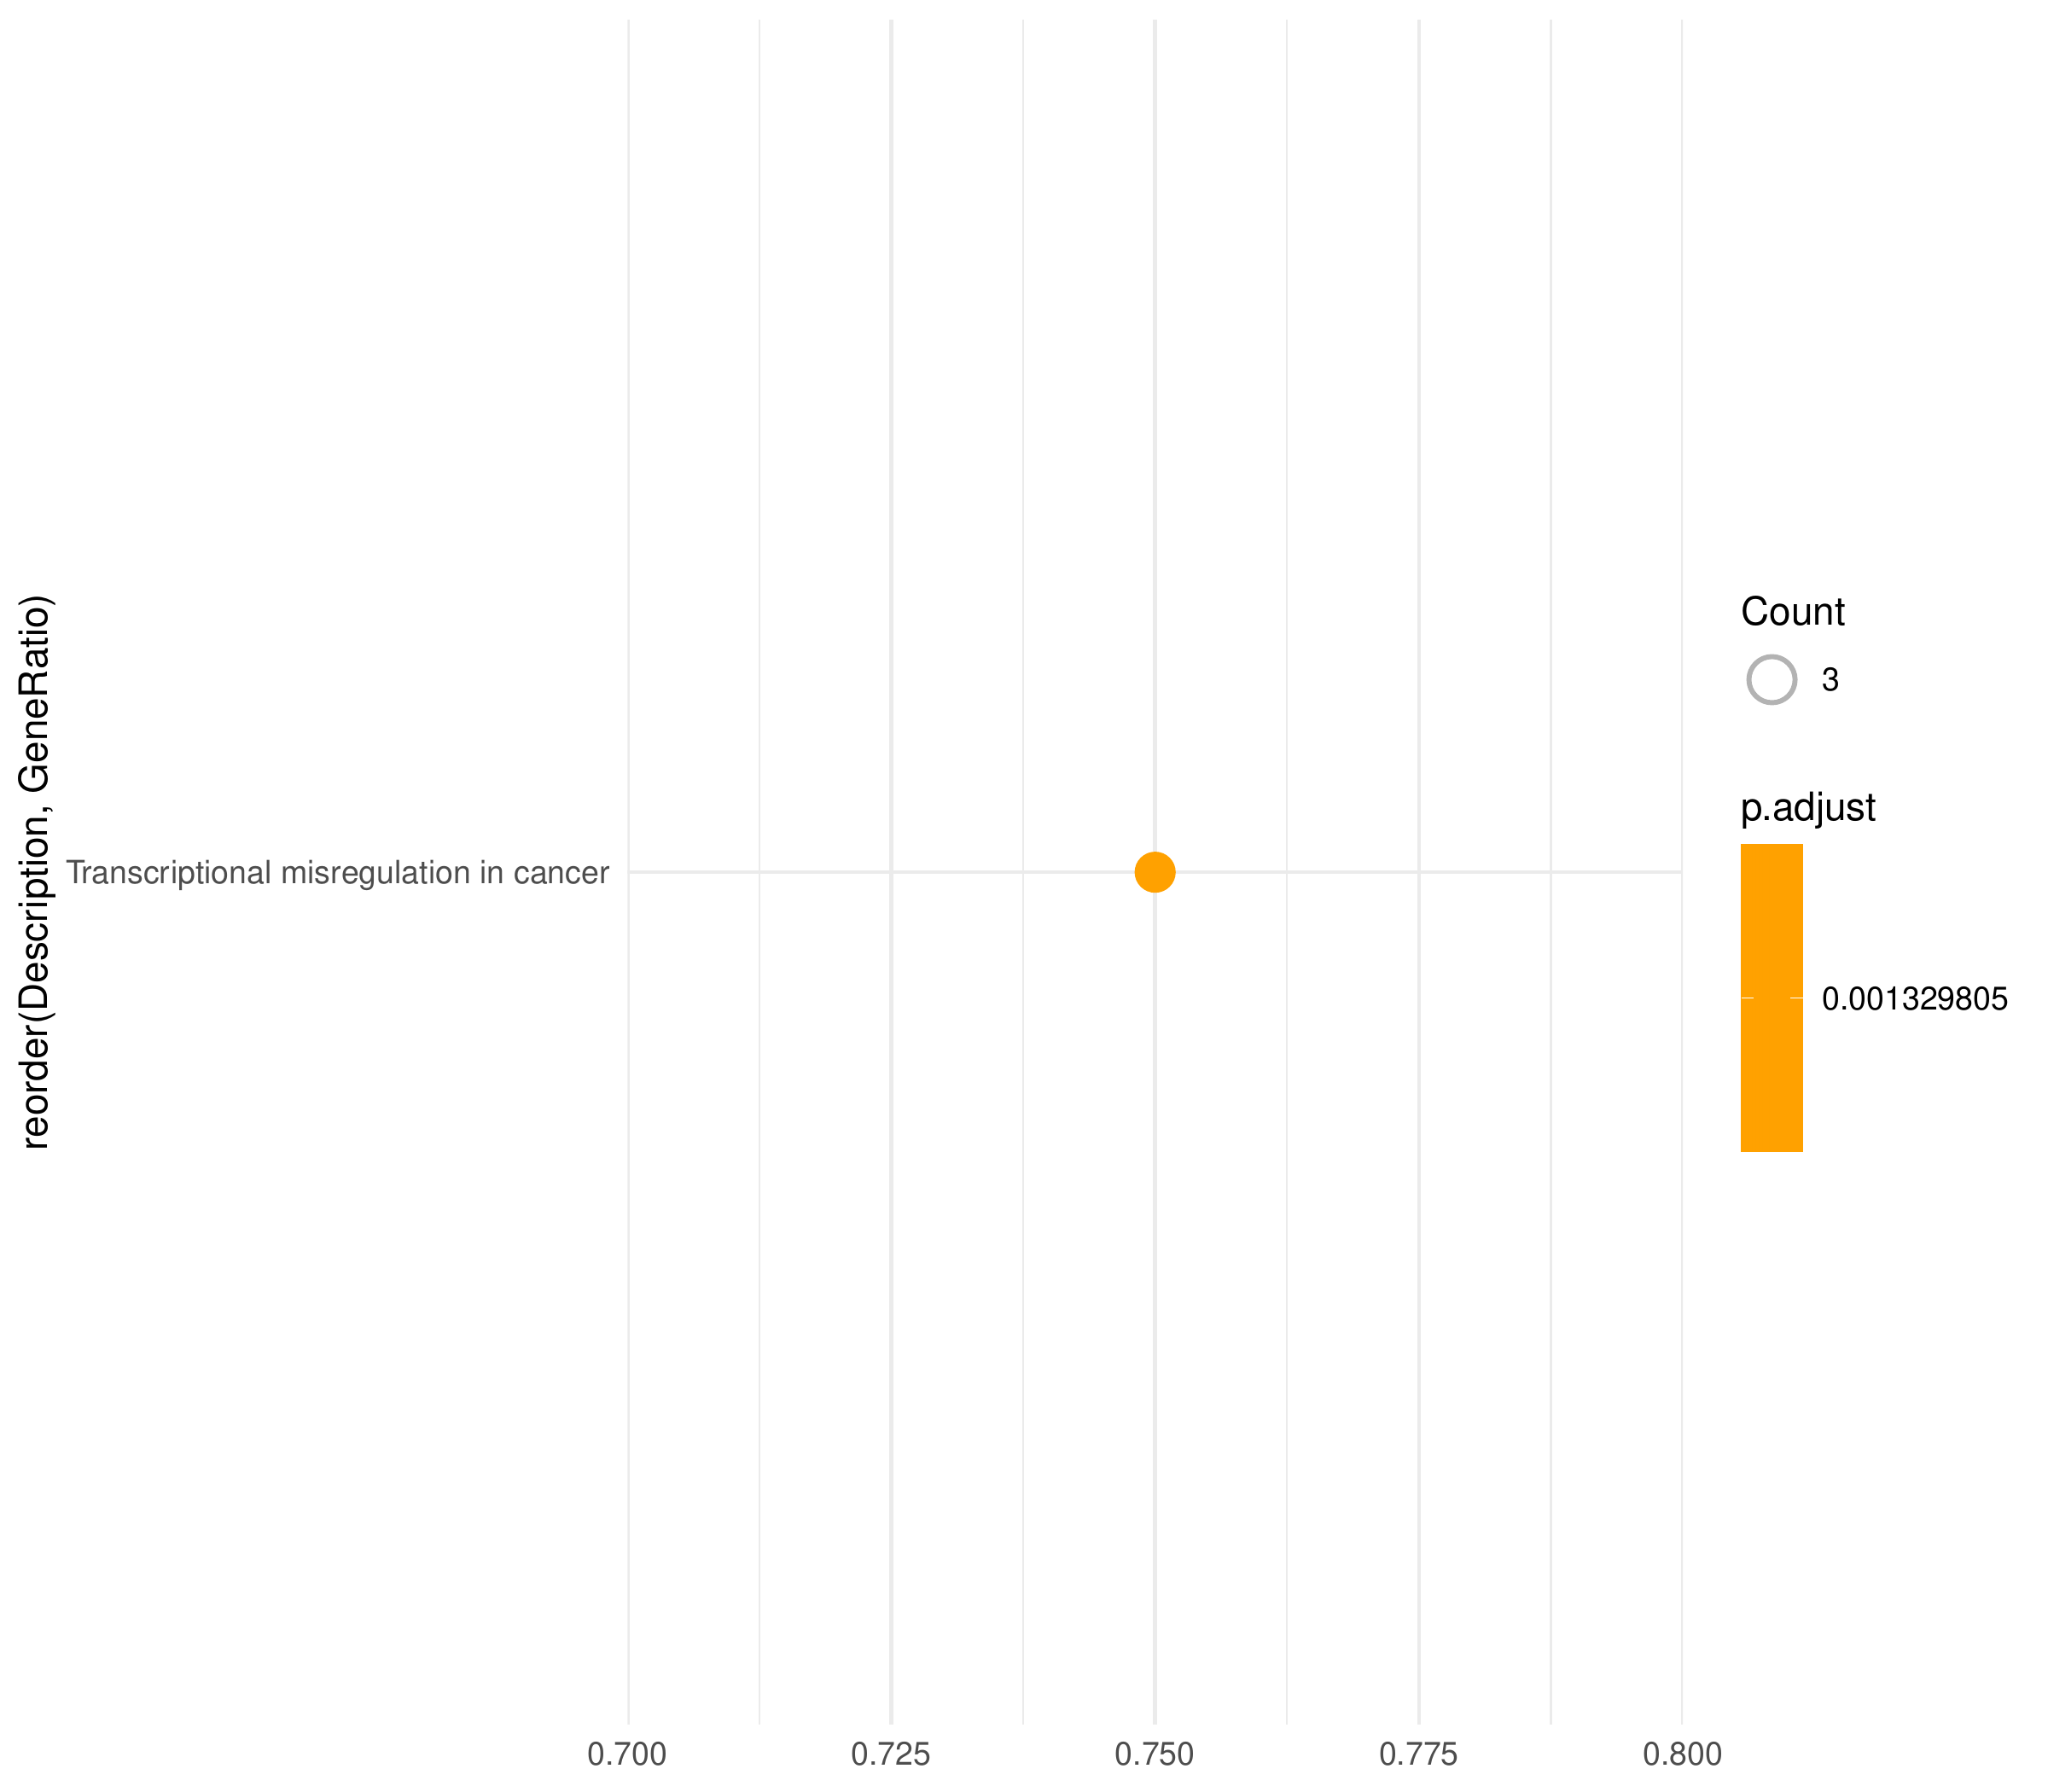 reorder(Description, GeneRatio)
Transcriptional misregulation in cancer
0.700 0.725 0.750 0.775 0.800
Count
3
p.adjust
0.001329805